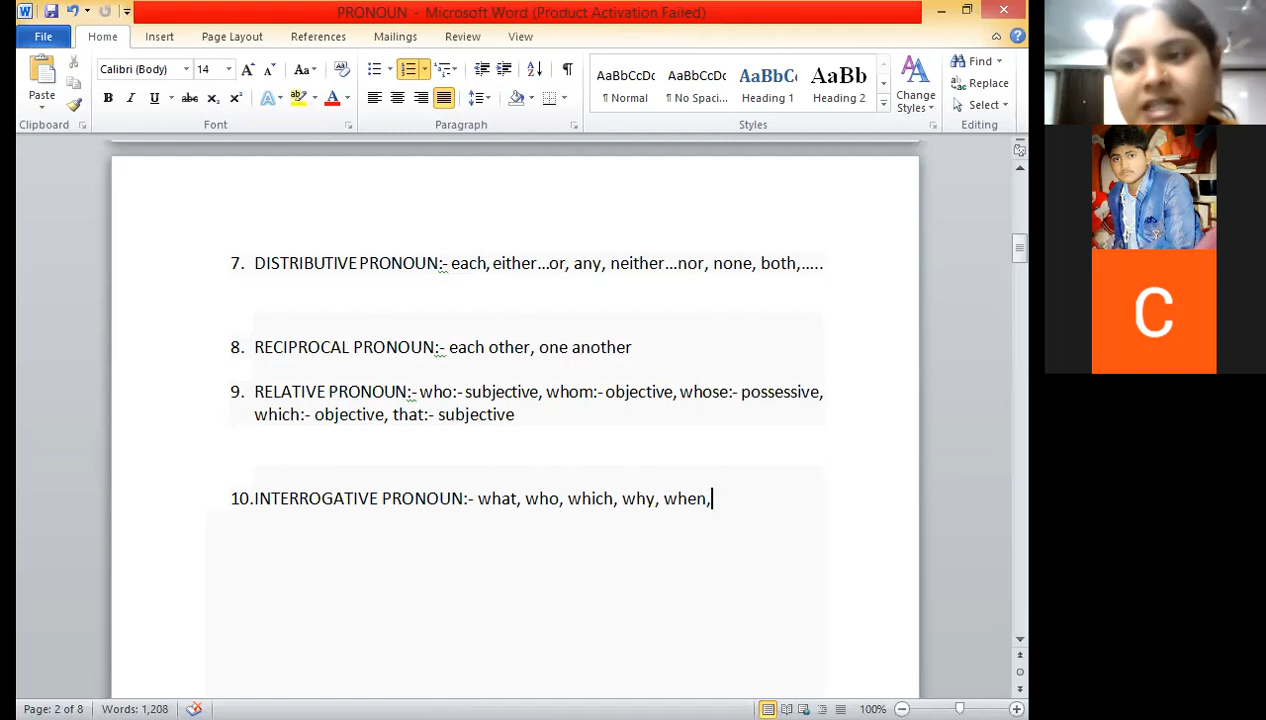 PRONOUN - Microsoft Word (Product Activation Failed)
File Home Insert Page Layout References Mailings Review View
Paste
Calibri (Body) 14
AaBbCcDc AaBbCcDc AaBbCc AaBb
¶ Normal ¶ No Spaci... Heading 1 Heading 2
Change Styles
Find
Replace
Select
Clipboard Font Paragraph Styles Editing
7. DISTRIBUTIVE PRONOUN:- each, either...or, any, neither...nor, none, both,.....
8. RECIPROCAL PRONOUN:- each other, one another
9. RELATIVE PRONOUN:- who:- subjective, whom:- objective, whose:- possessive,
which:- objective, that:- subjective
10.INTERROGATIVE PRONOUN:- what, who, which, why, when,
C
Page: 2 of 8 Words: 1,208 100%